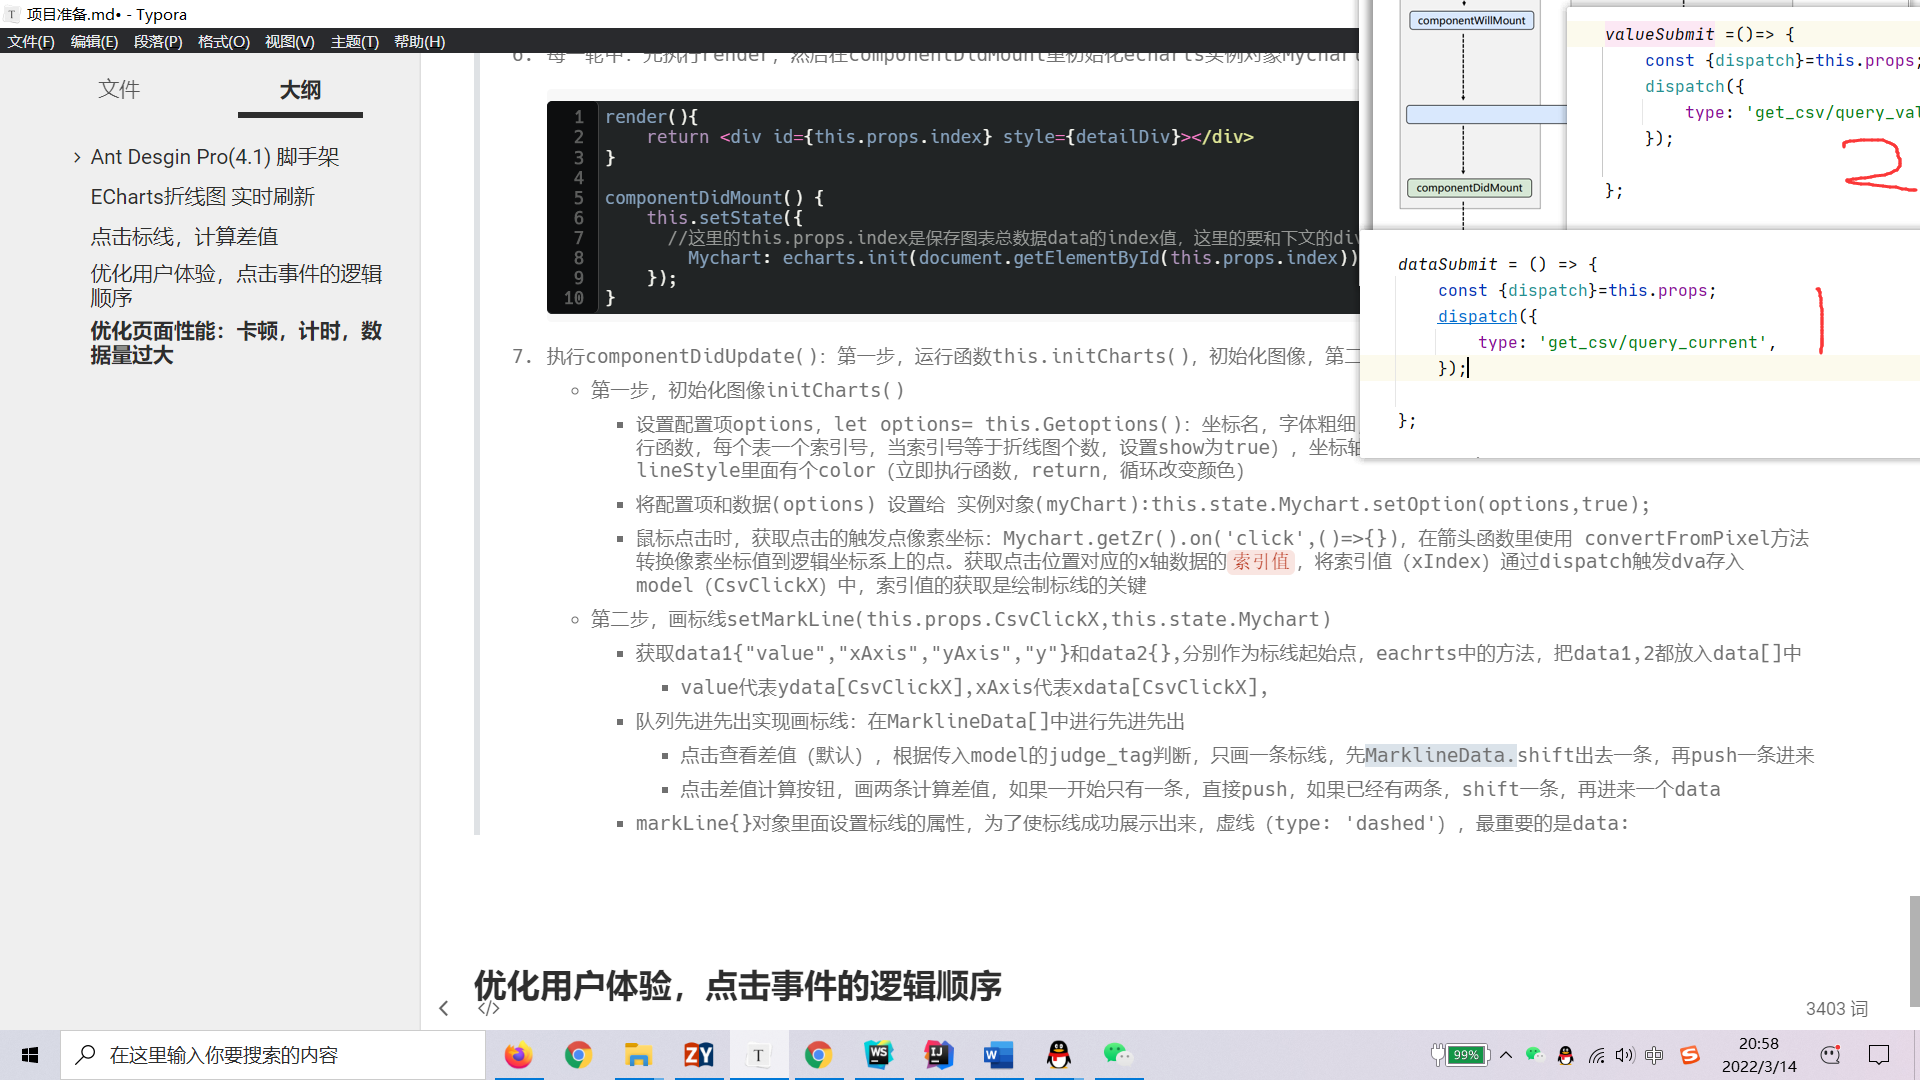 项目准备.md• - Typora
文件(F) 编辑(E) 段落(P) 格式(O) 视图(V) 主题(T) 帮助(H)
文件 大纲
Ant Desgin Pro(4.1) 脚手架
ECharts折线图 实时刷新
点击标线，计算差值
优化用户体验，点击事件的逻辑
顺序
优化页面性能：卡顿，计时，数
据量过大
6. 每一轮中：先执行render，然后在componentDidMount里初始化echarts实例对象Mychart
1 render(){
2 return <div id={this.props.index} style={detailDiv}></div>
3 }
4
5 componentDidMount() {
6 this.setState({
7 //这里的this.props.index是保存图表总数据data的index值，这里的要和下文的div
8 Mychart: echarts.init(document.getElementById(this.props.index))
9 });
10 }
7. 执行componentDidUpdate()：第一步，运行函数this.initCharts()，初始化图像，第二
第一步，初始化图像initCharts()
设置配置项options，let options= this.Getoptions()：坐标名，字体粗细
行函数，每个表一个索引号，当索引号等于折线图个数，设置show为true），坐标轴
lineStyle里面有个color（立即执行函数，return，循环改变颜色）
将配置项和数据(options) 设置给 实例对象(myChart):this.state.Mychart.setOption(options,true);
鼠标点击时，获取点击的触发点像素坐标：Mychart.getZr().on('click',()=>{})，在箭头函数里使用 convertFromPixel方法
转换像素坐标值到逻辑坐标系上的点。获取点击位置对应的x轴数据的索引值，将索引值（xIndex）通过dispatch触发dva存入
model（CsvClickX）中，索引值的获取是绘制标线的关键
第二步，画标线setMarkLine(this.props.CsvClickX,this.state.Mychart)
获取data1{"value","xAxis","yAxis","y"}和data2{},分别作为标线起始点，eachrts中的方法，把data1,2都放入data[]中
value代表ydata[CsvClickX],xAxis代表xdata[CsvClickX],
队列先进先出实现画标线：在MarklineData[]中进行先进先出
点击查看差值（默认），根据传入model的judge_tag判断，只画一条标线，先MarklineData.shift出去一条，再push一条进来
点击差值计算按钮，画两条计算差值，如果一开始只有一条，直接push，如果已经有两条，shift一条，再进来一个data
markLine{}对象里面设置标线的属性，为了使标线成功展示出来，虚线（type: 'dashed'），最重要的是data:
优化用户体验，点击事件的逻辑顺序
</>
3403 词
componentWillMount
componentDidMount
valueSubmit =()=> {
const {dispatch}=this.props;
dispatch({
type: 'get_csv/query_val
});
};
2
dataSubmit = () => {
const {dispatch}=this.props;
dispatch({
type: 'get_csv/query_current',
});
};
1
在这里输入你要搜索的内容
ZY
T
WS
IJ
W
99%
中
S
20:58
2022/3/14